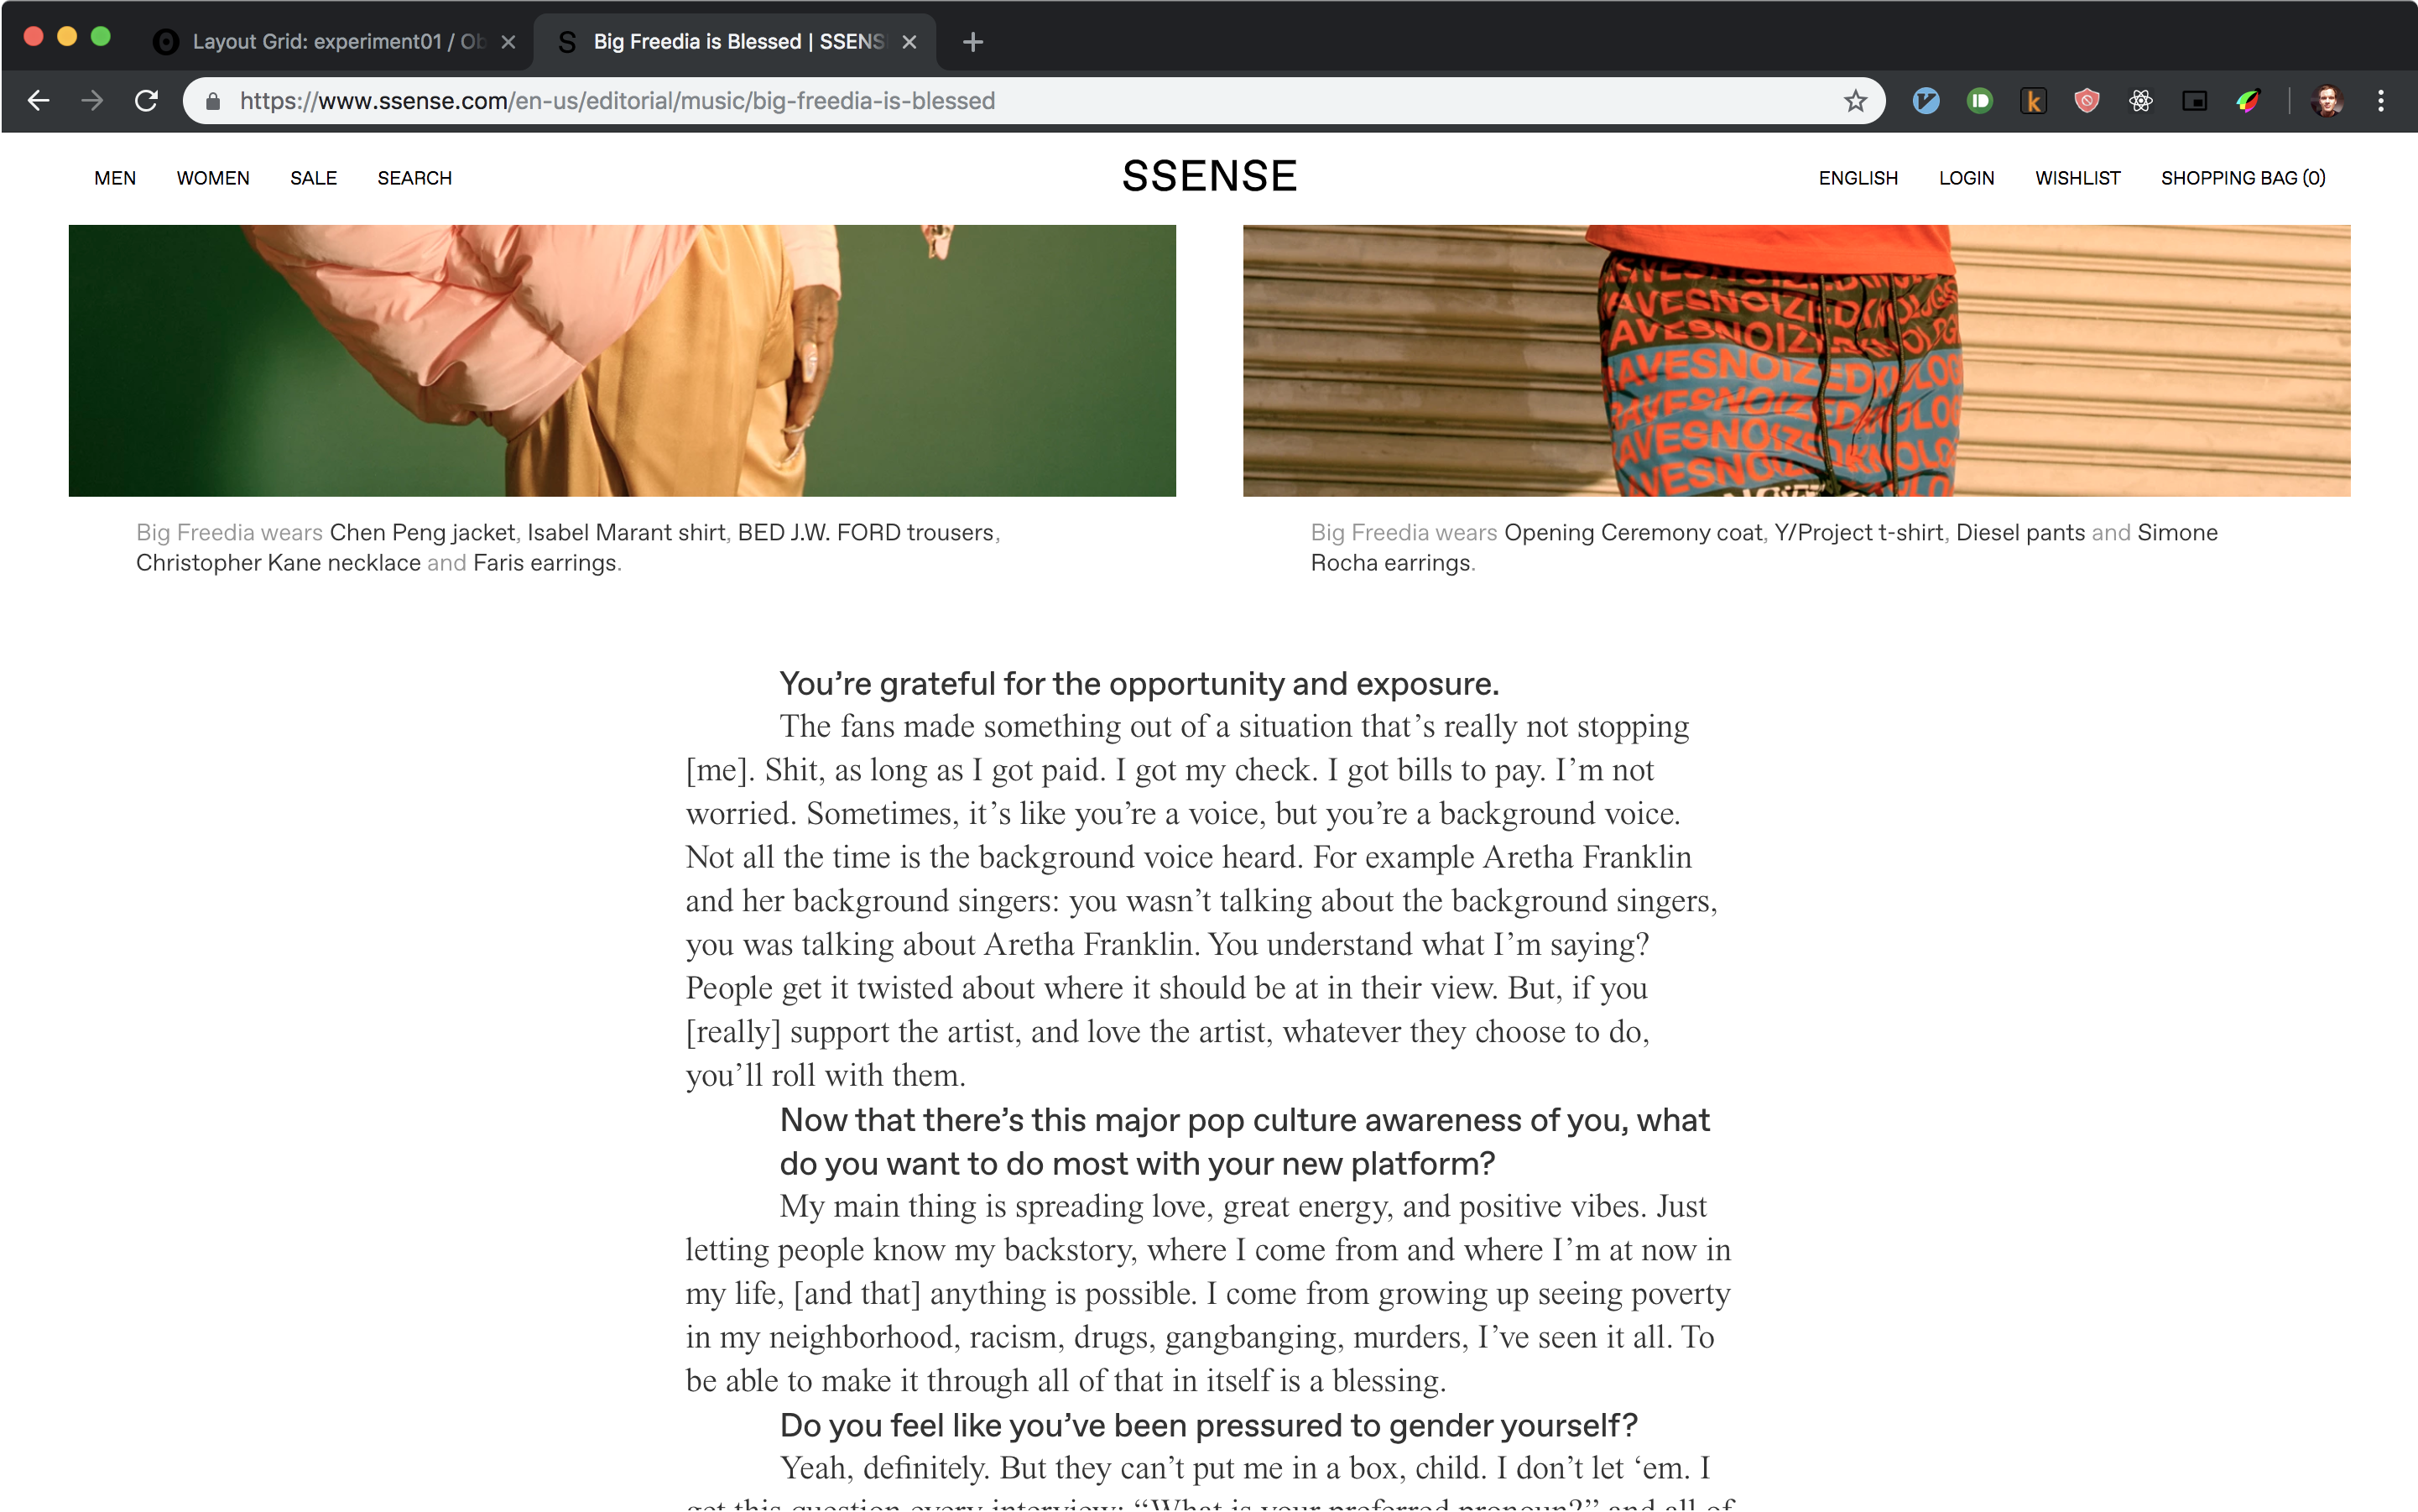 Layout Grid: experiment01 / Ob
Big Freedia is Blessed | SSENS
https://www.ssense.com/en-us/editorial/music/big-freedia-is-blessed
MEN WOMEN SALE SEARCH
SSENSE
ENGLISH LOGIN WISHLIST SHOPPING BAG (0)
Big Freedia wears Chen Peng jacket, Isabel Marant shirt, BED J.W. FORD trousers,
Christopher Kane necklace and Faris earrings.
Big Freedia wears Opening Ceremony coat, Y/Project t-shirt, Diesel pants and Simone
Rocha earrings.
You’re grateful for the opportunity and exposure.
The fans made something out of a situation that’s really not stopping
[me]. Shit, as long as I got paid. I got my check. I got bills to pay. I’m not
worried. Sometimes, it’s like you’re a voice, but you’re a background voice.
Not all the time is the background voice heard. For example Aretha Franklin
and her background singers: you wasn’t talking about the background singers,
you was talking about Aretha Franklin. You understand what I’m saying?
People get it twisted about where it should be at in their view. But, if you
[really] support the artist, and love the artist, whatever they choose to do,
you’ll roll with them.
Now that there’s this major pop culture awareness of you, what
do you want to do most with your new platform?
My main thing is spreading love, great energy, and positive vibes. Just
letting people know my backstory, where I come from and where I’m at now in
my life, [and that] anything is possible. I come from growing up seeing poverty
in my neighborhood, racism, drugs, gangbanging, murders, I’ve seen it all. To
be able to make it through all of that in itself is a blessing.
Do you feel like you’ve been pressured to gender yourself?
Yeah, definitely. But they can’t put me in a box, child. I don’t let ‘em. I
get this question every interview: “What is your preferred pronoun?” and all of